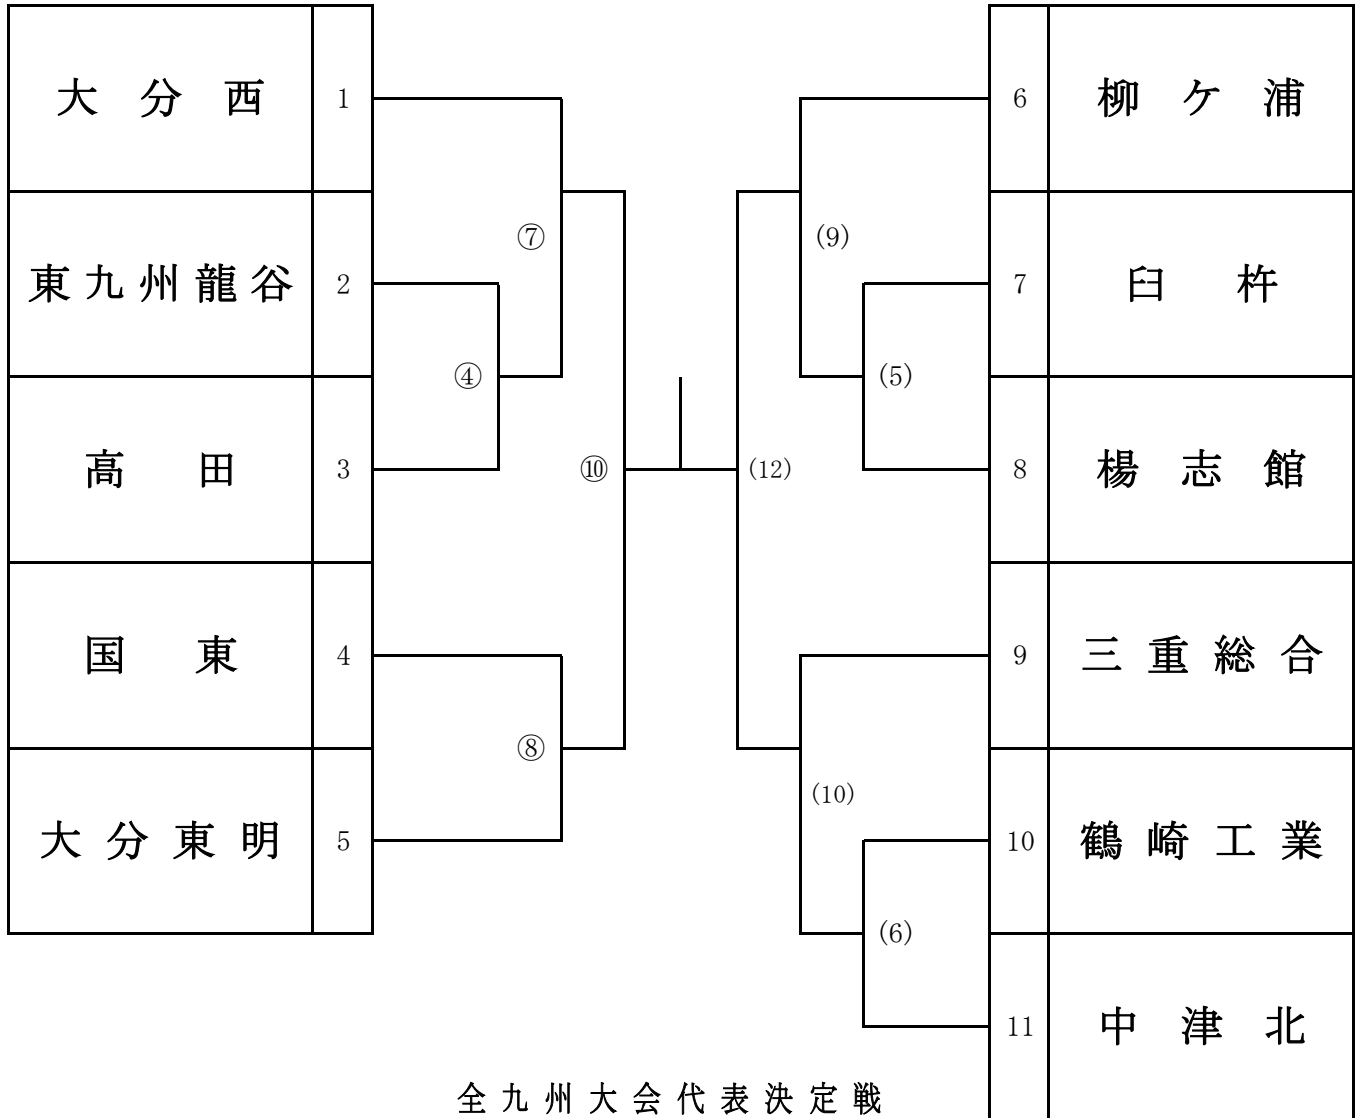 大分西 1
⑦
東九州龍谷 2
④
高田 3
⑩
国東 4
⑧
大分東明 5
6 柳ケ浦
(9)
7 臼杵
(5)
8 楊志館
(12)
9 三重総合
(10)
10 鶴崎工業
(6)
11 中津北
全九州大会代表決定戦